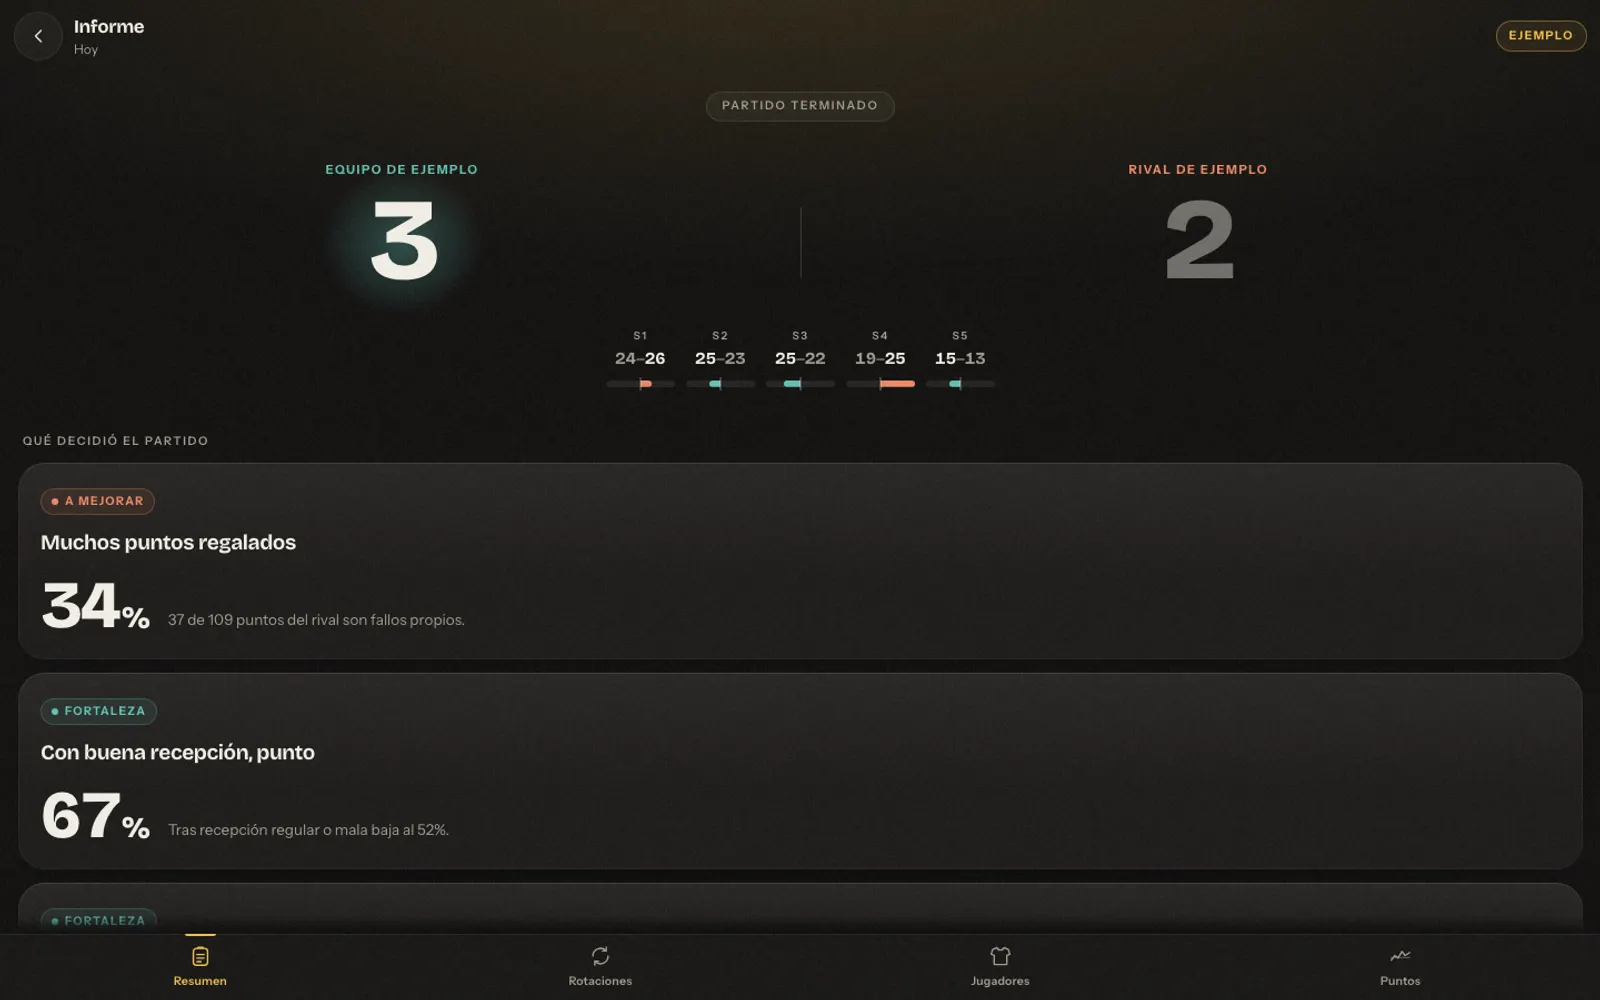 Informe
Hoy
EJEMPLO
PARTIDO TERMINADO
EQUIPO DE EJEMPLO
3
RIVAL DE EJEMPLO
2
S1 S2 S3 S4 S5
24–26 25–23 25–22 19–25 15–13
QUÉ DECIDIÓ EL PARTIDO
A MEJORAR
Muchos puntos regalados
34% 37 de 109 puntos del rival son fallos propios.
FORTALEZA
Con buena recepción, punto
67% Tras recepción regular o mala baja al 52%.
FORTALEZA
Resumen Rotaciones Jugadores Puntos